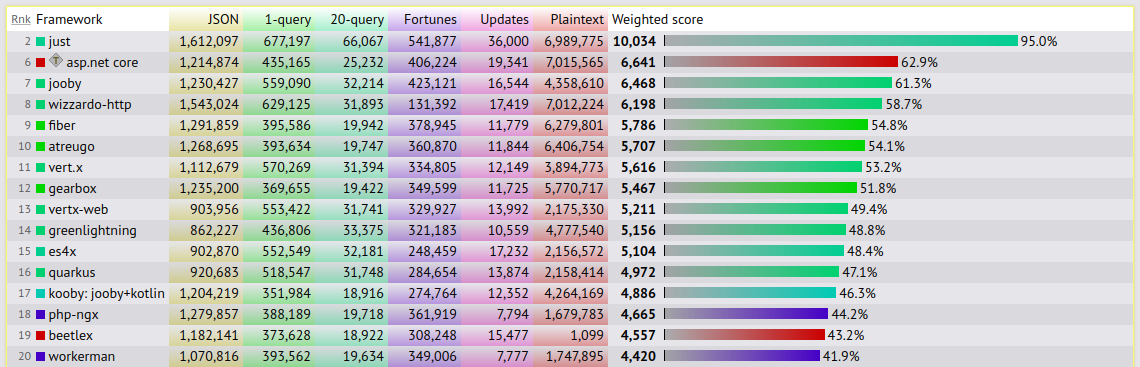 Rnk Framework JSON 1-query 20-query Fortunes Updates Plaintext Weighted score
2 just 1,612,097 677,197 66,067 541,877 36,000 6,989,775 10,034 95.0%
6 T asp.net core 1,214,874 435,165 25,232 406,224 19,341 7,015,565 6,641 62.9%
7 jooby 1,230,427 559,090 32,214 423,121 16,544 4,558,610 6,468 61.3%
8 wizzardo-http 1,543,024 629,125 31,893 131,392 17,419 7,012,224 6,198 58.7%
9 fiber 1,291,859 395,586 19,942 378,945 11,779 6,279,801 5,786 54.8%
10 atreugo 1,268,695 393,634 19,747 360,870 11,844 6,406,754 5,707 54.1%
11 vert.x 1,112,679 570,269 31,394 334,805 12,149 3,894,773 5,616 53.2%
12 gearbox 1,235,200 369,655 19,422 349,599 11,725 5,770,717 5,467 51.8%
13 vertx-web 903,956 553,422 31,741 329,927 13,992 2,175,330 5,211 49.4%
14 greenlightning 862,227 436,806 33,375 321,183 10,559 4,777,540 5,156 48.8%
15 es4x 902,870 552,549 32,181 248,459 17,232 2,156,572 5,104 48.4%
16 quarkus 920,683 518,547 31,748 284,654 13,874 2,158,414 4,972 47.1%
17 kooby: jooby+kotlin 1,204,219 351,984 18,916 274,764 12,352 4,264,169 4,886 46.3%
18 php-ngx 1,279,857 388,189 19,718 361,919 7,794 1,679,783 4,665 44.2%
19 beetlex 1,182,141 373,628 18,922 308,248 15,477 1,099 4,557 43.2%
20 workerman 1,070,816 393,562 19,634 349,006 7,777 1,747,895 4,420 41.9%